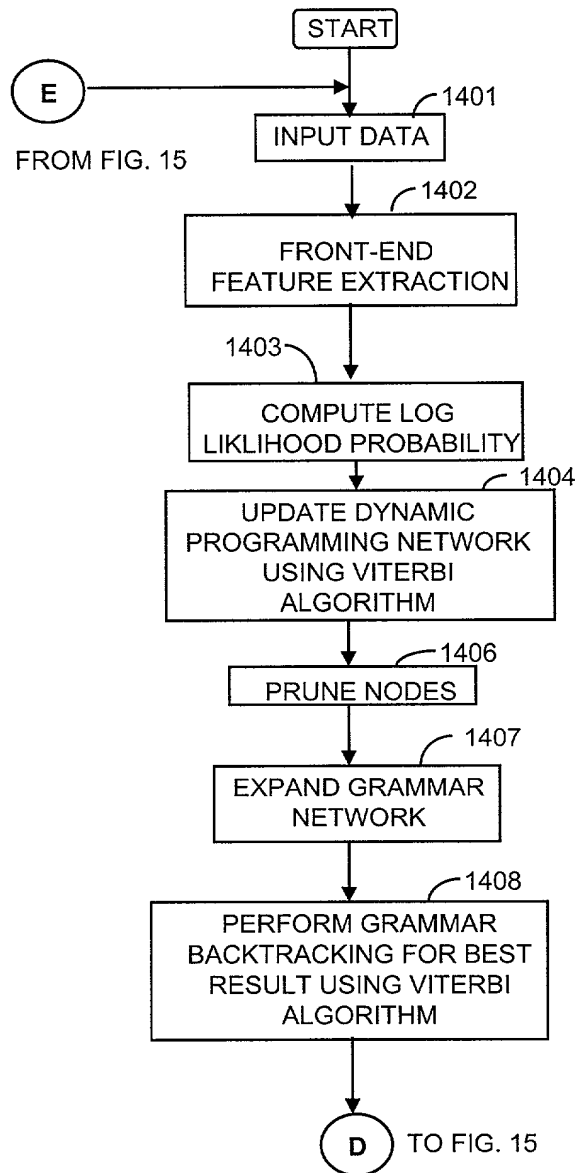 START
E
FROM FIG. 15
1401
INPUT DATA
1402
FRONT-END
FEATURE EXTRACTION
1403
COMPUTE LOG
LIKLIHOOD PROBABILITY
1404
UPDATE DYNAMIC
PROGRAMMING NETWORK
USING VITERBI
ALGORITHM
1406
PRUNE NODES
1407
EXPAND GRAMMAR
NETWORK
1408
PERFORM GRAMMAR
BACKTRACKING FOR BEST
RESULT USING VITERBI
ALGORITHM
D
TO FIG. 15